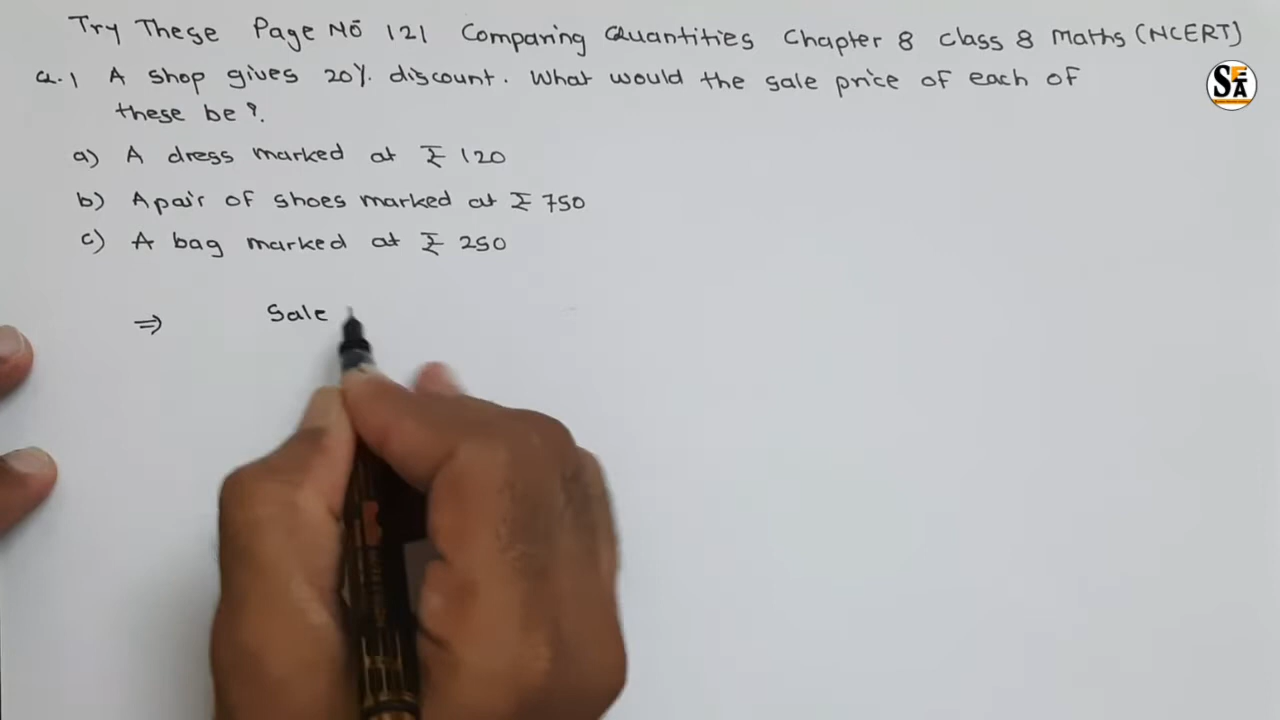 Try These Page No 121 Comparing Quantities Chapter 8 Class 8 Maths (NCERT)
Q.1 A shop gives 20% discount. What would the sale price of each of
these be?
a) A dress marked at ₹ 120
b) A pair of shoes marked at ₹ 750
c) A bag marked at ₹ 250
⇒ Sale
SFA